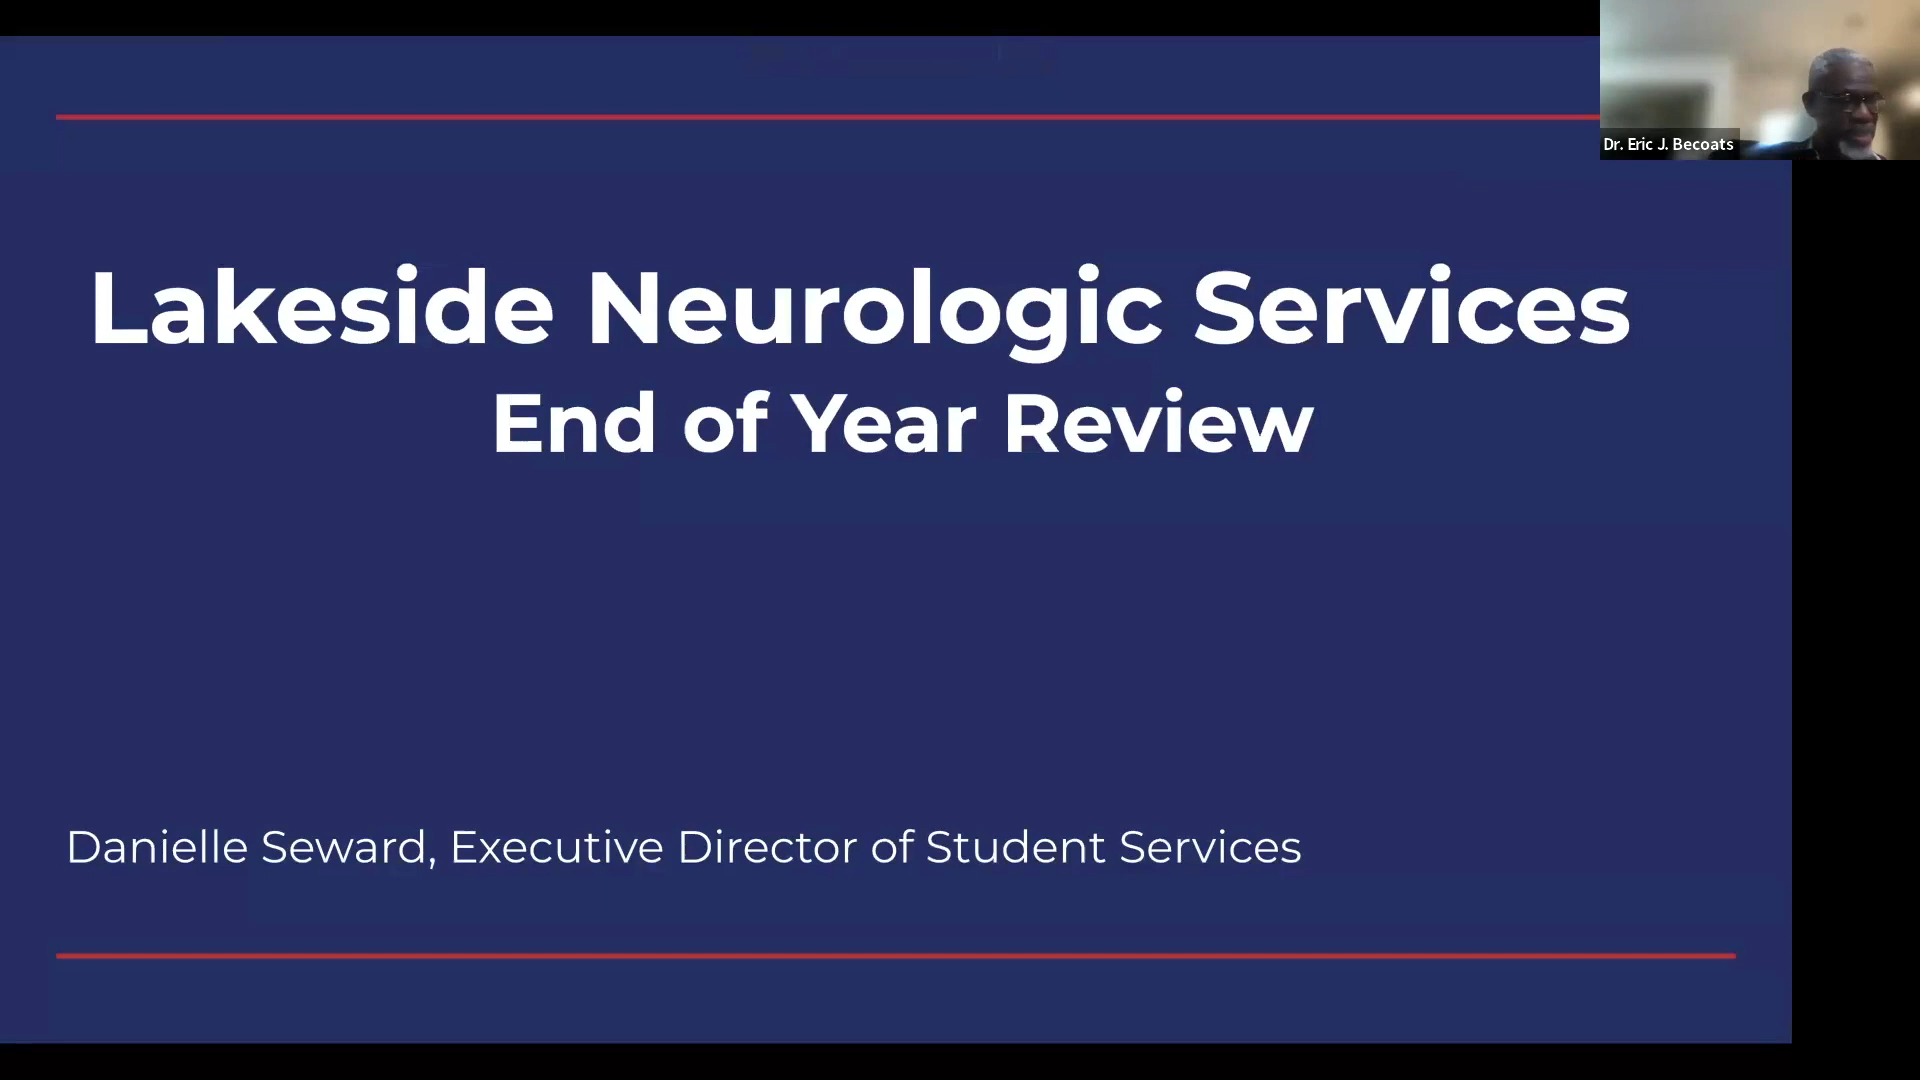 Dr. Eric J. Becoats
Lakeside Neurologic Services
End of Year Review
Danielle Seward, Executive Director of Student Services